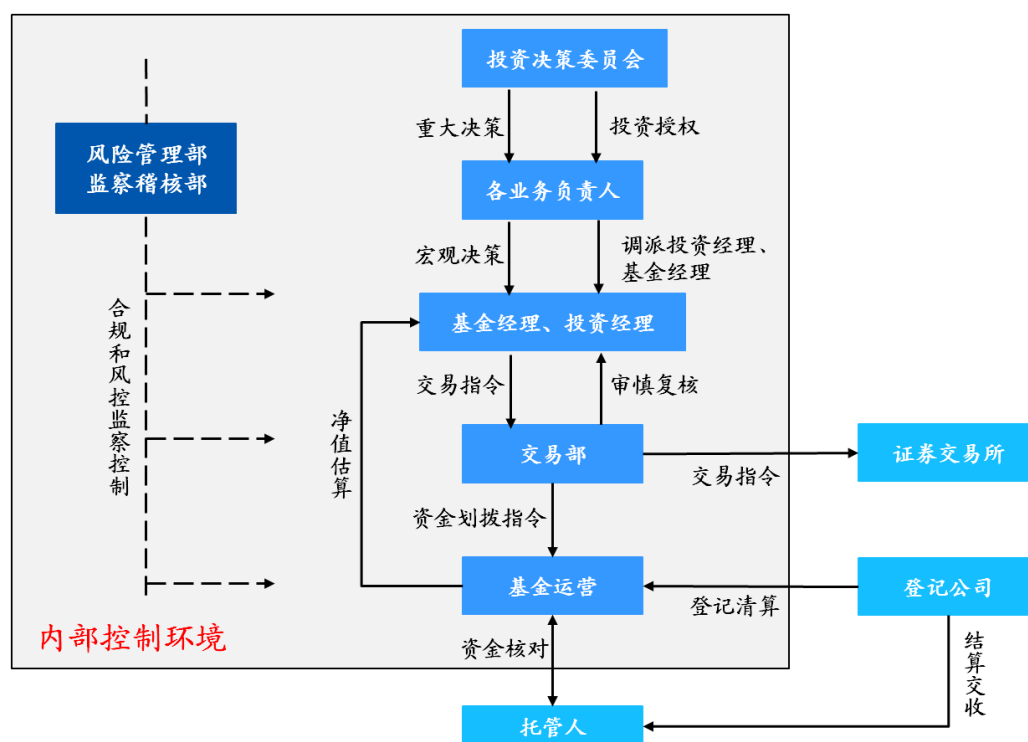 投资决策委员会
重大决策
投资授权
风险管理部
监察稽核部
各业务负责人
宏观决策
调派投资经理、
基金经理
合规和风控监察控制
基金经理、投资经理
交易指令
审慎复核
净值估算
交易部
交易指令
证券交易所
资金划拨指令
基金运营
登记清算
登记公司
内部控制环境
资金核对
结算交收
托管人